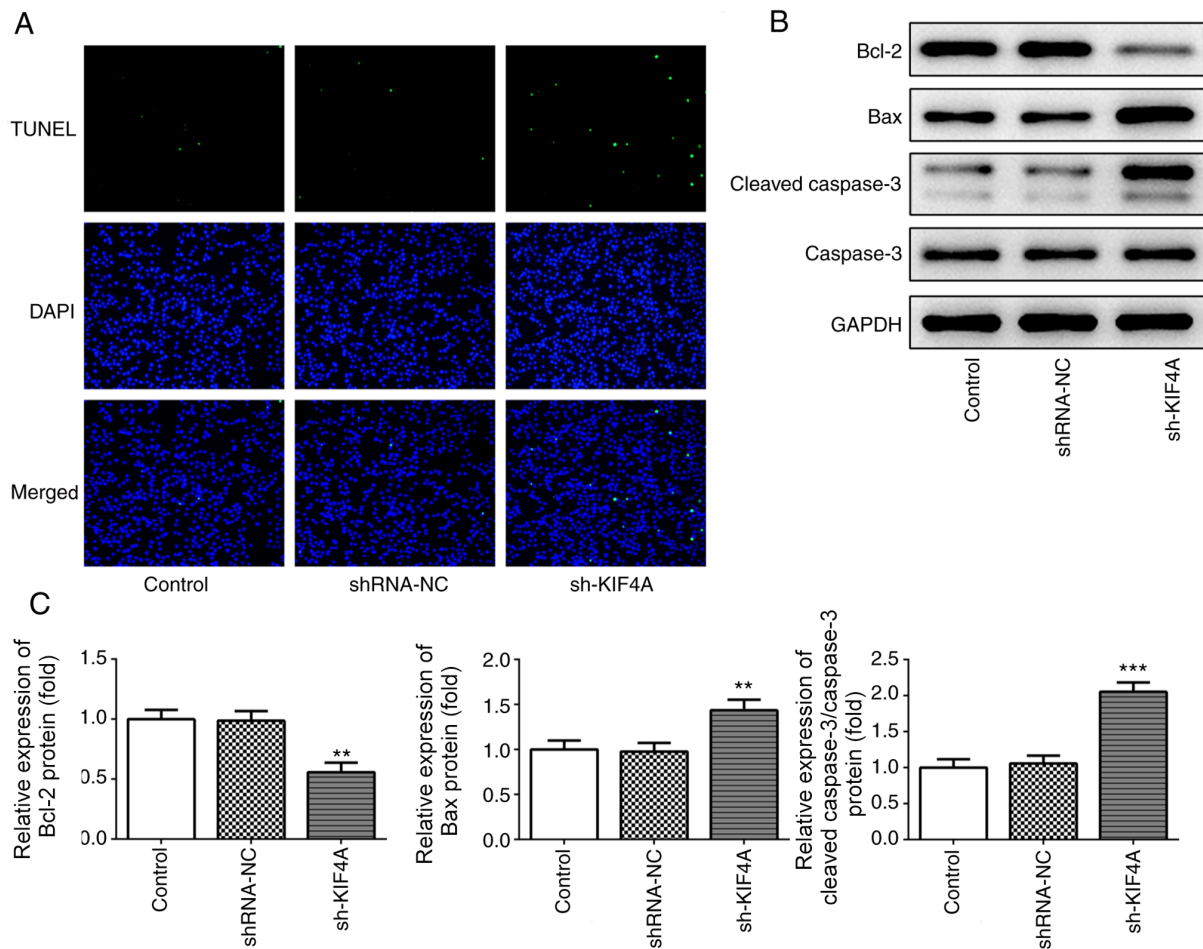 A
TUNEL
DAPI
Merged
Control
shRNA-NC
sh-KIF4A
B
Bcl-2
Bax
Cleaved caspase-3
Caspase-3
GAPDH
Control
shRNA-NC
sh-KIF4A
C
Relative expression of
Bcl-2 protein (fold)
1.5
1.0
0.5
0.0
**
Control
shRNA-NC
sh-KIF4A
Relative expression of
Bax protein (fold)
2.0
1.5
1.0
0.5
0.0
**
Control
shRNA-NC
sh-KIF4A
Relative expression of
cleaved caspase-3/caspase-3
protein (fold)
2.5
2.0
1.5
1.0
0.5
0.0
***
Control
shRNA-NC
sh-KIF4A